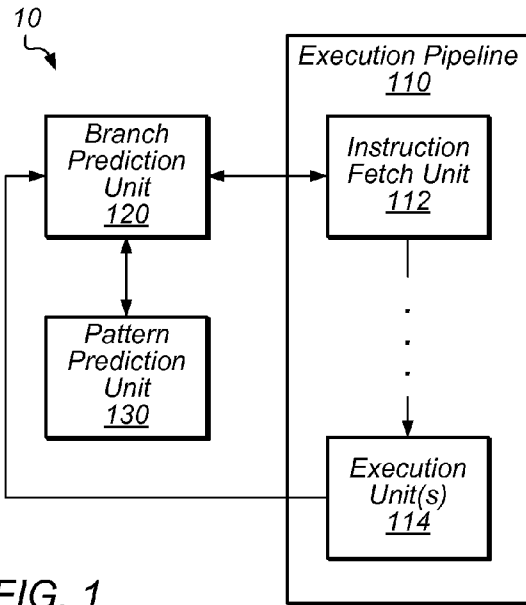 10
Execution Pipeline
110
Branch
Prediction
Unit
120
Instruction
Fetch Unit
112
Pattern
Prediction
Unit
130
Execution
Unit(s)
114
FIG. 1